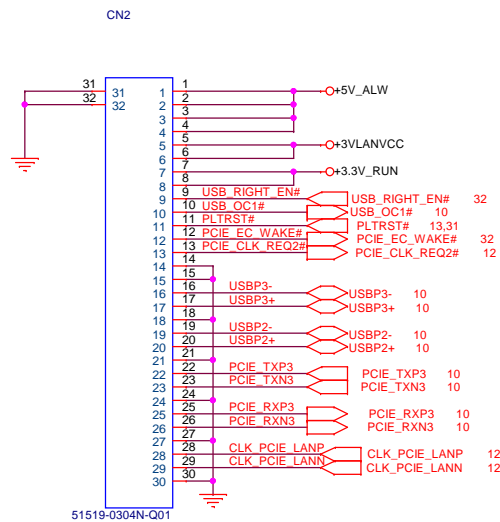 CN2
31 31 1 1 +5V_ALW
32 32 2 2
3 3
4 4
5 5 +3VLANVCC
6 6
7 7 +3.3V_RUN
8 8
9 9 USB_RIGHT_EN# USB_RIGHT_EN# 32
10 10 USB_OC1# USB_OC1# 10
11 11 PLTRST# PLTRST# 13,31
12 12 PCIE_EC_WAKE# PCIE_EC_WAKE# 32
13 13 PCIE_CLK_REQ2# PCIE_CLK_REQ2# 12
14 14
15 15
16 16 USBP3- USBP3- 10
17 17 USBP3+ USBP3+ 10
18 18
19 19 USBP2- USBP2- 10
20 20 USBP2+ USBP2+ 10
21 21
22 22 PCIE_TXP3 PCIE_TXP3 10
23 23 PCIE_TXN3 PCIE_TXN3 10
24 24
25 25 PCIE_RXP3 PCIE_RXP3 10
26 26 PCIE_RXN3 PCIE_RXN3 10
27 27
28 28 CLK_PCIE_LANP CLK_PCIE_LANP 12
29 29 CLK_PCIE_LANN CLK_PCIE_LANN 12
30 30
51519-0304N-Q01